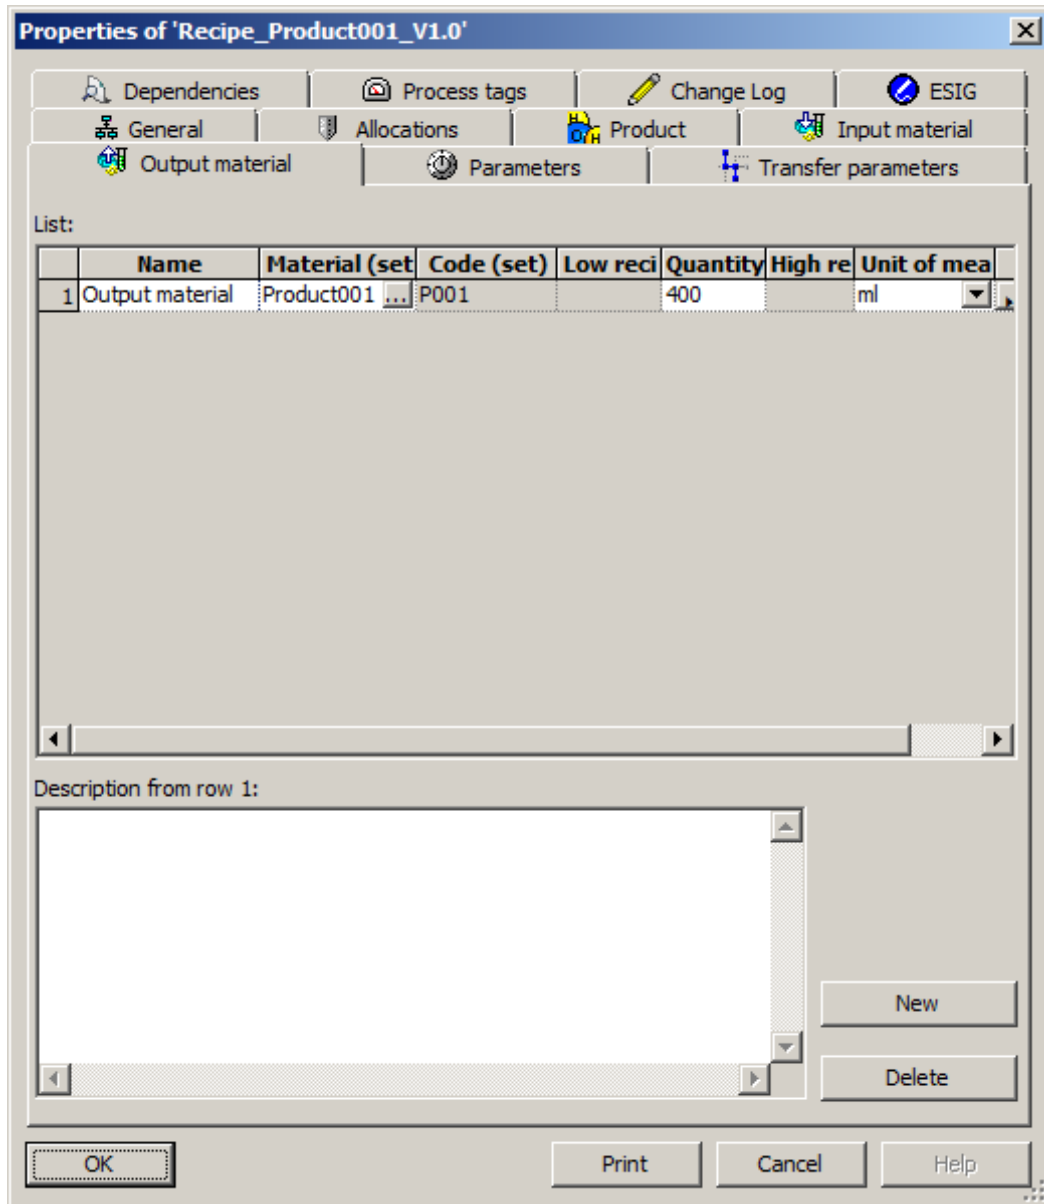 Properties of 'Recipe_Product001_V1.0'
Dependencies Process tags Change Log ESIG
General Allocations Product Input material
Output material Parameters Transfer parameters
List:
Name Material (set Code (set) Low reci Quantity High re Unit of mea
1 Output material Product001 ... P001 400 ml
Description from row 1:
New
Delete
OK Print Cancel Help